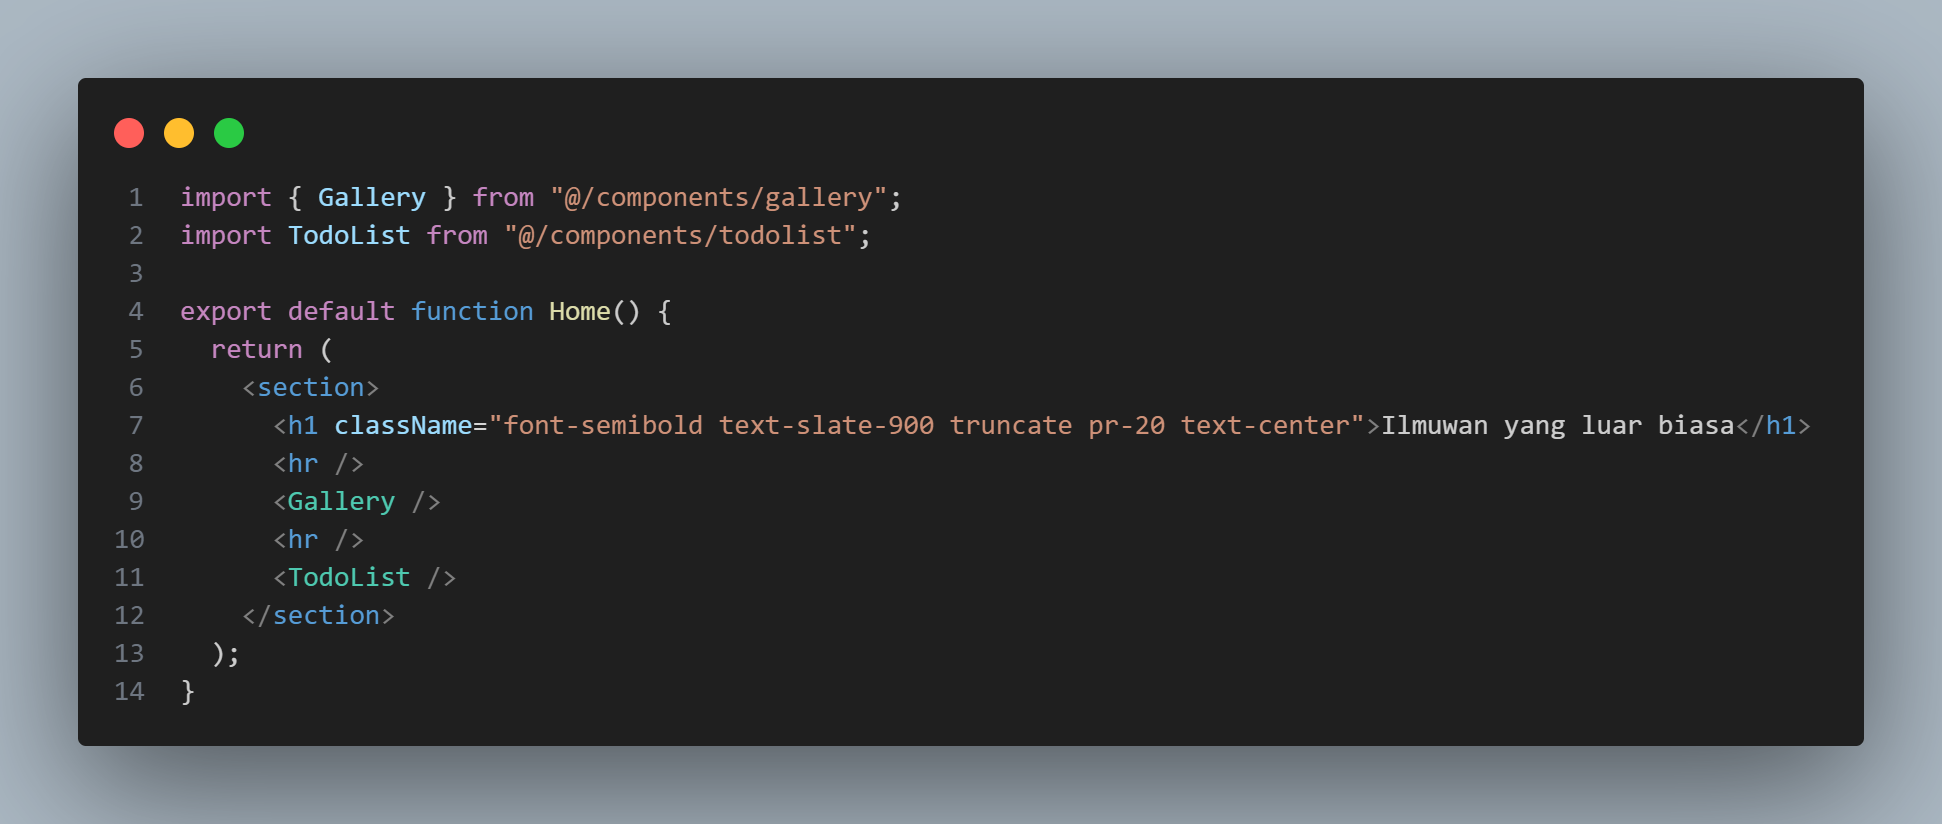 1 import { Gallery } from "@/components/gallery";
2 import TodoList from "@/components/todolist";
3
4 export default function Home() {
5   return (
6     <section>
7       <h1 className="font-semibold text-slate-900 truncate pr-20 text-center">Ilmuwan yang luar biasa</h1>
8       <hr />
9       <Gallery />
10       <hr />
11       <TodoList />
12     </section>
13   );
14 }